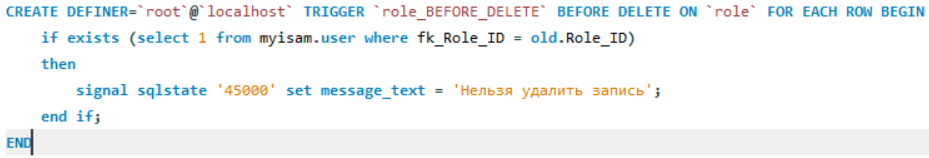 CREATE DEFINER=`root`@`localhost` TRIGGER `role_BEFORE_DELETE` BEFORE DELETE ON `role` FOR EACH ROW BEGIN
if exists (select 1 from myisam.user where fk_Role_ID = old.Role_ID)
then
signal sqlstate '45000' set message_text = 'Нельзя удалить запись';
end if;
END